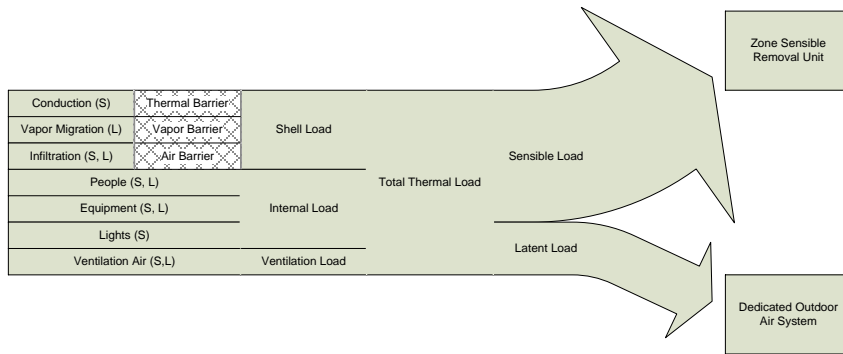 Zone Sensible
Removal Unit
Conduction (S)
Thermal Barrier
Vapor Migration (L)
Vapor Barrier
Shell Load
Infiltration (S, L)
Air Barrier
Sensible Load
People (S, L)
Total Thermal Load
Equipment (S, L)
Internal Load
Lights (S)
Latent Load
Ventilation Air (S,L)
Ventilation Load
Dedicated Outdoor
Air System